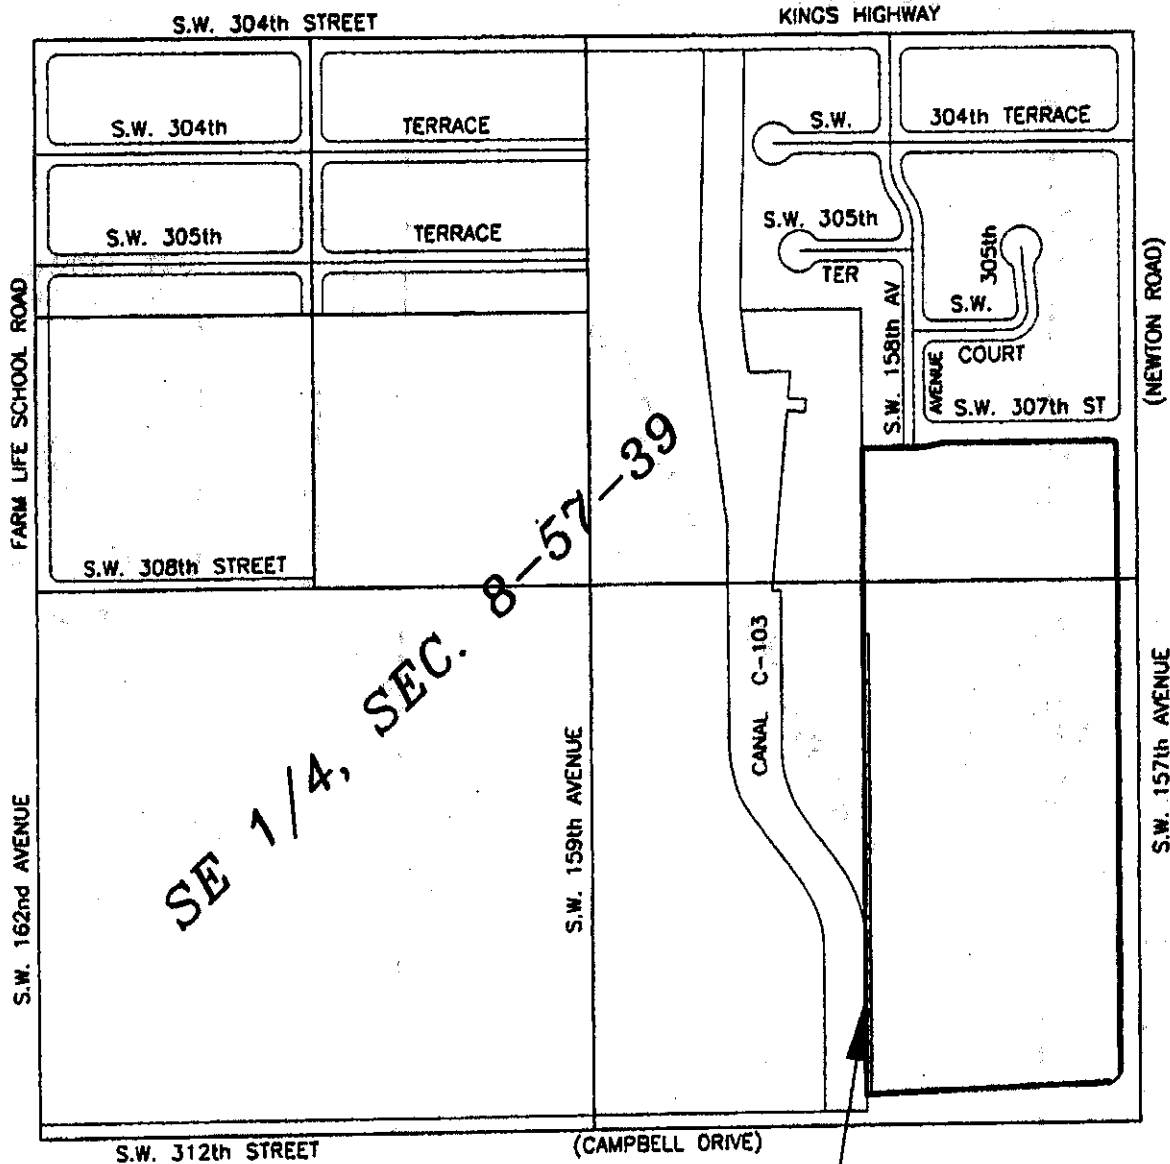 S.W. 304th STREET
KINGS HIGHWAY
S.W. 304th
TERRACE
S.W.
304th TERRACE
S.W. 305th
TERRACE
S.W. 305th
TER
305th
S.W.
COURT
S.W. 158th AV
AVENUE
S.W. 307th ST
FARM LIFE SCHOOL ROAD
(NEWTON ROAD)
S.W. 308th STREET
SE 1/4, SEC. 8-57-39
CANAL C-103
S.W. 159th AVENUE
S.W. 162nd AVENUE
S.W. 157th AVENUE
S.W. 312th STREET
(CAMPBELL DRIVE)